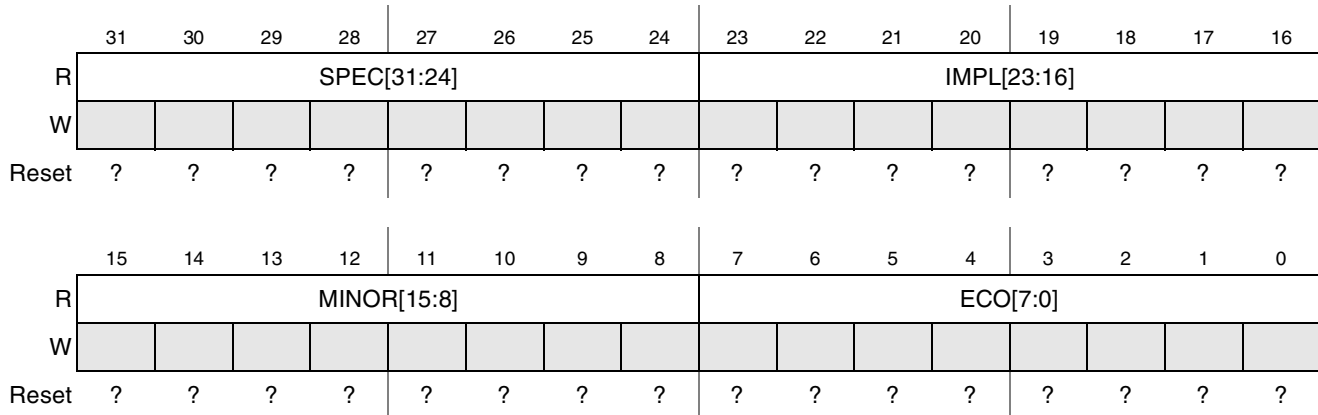 31 30 29 28 27 26 25 24 23 22 21 20 19 18 17 16
R SPEC[31:24] IMPL[23:16]
W
Reset ? ? ? ? ? ? ? ? ? ? ? ? ? ? ? ?
15 14 13 12 11 10 9 8 7 6 5 4 3 2 1 0
R MINOR[15:8] ECO[7:0]
W
Reset ? ? ? ? ? ? ? ? ? ? ? ? ? ? ? ?